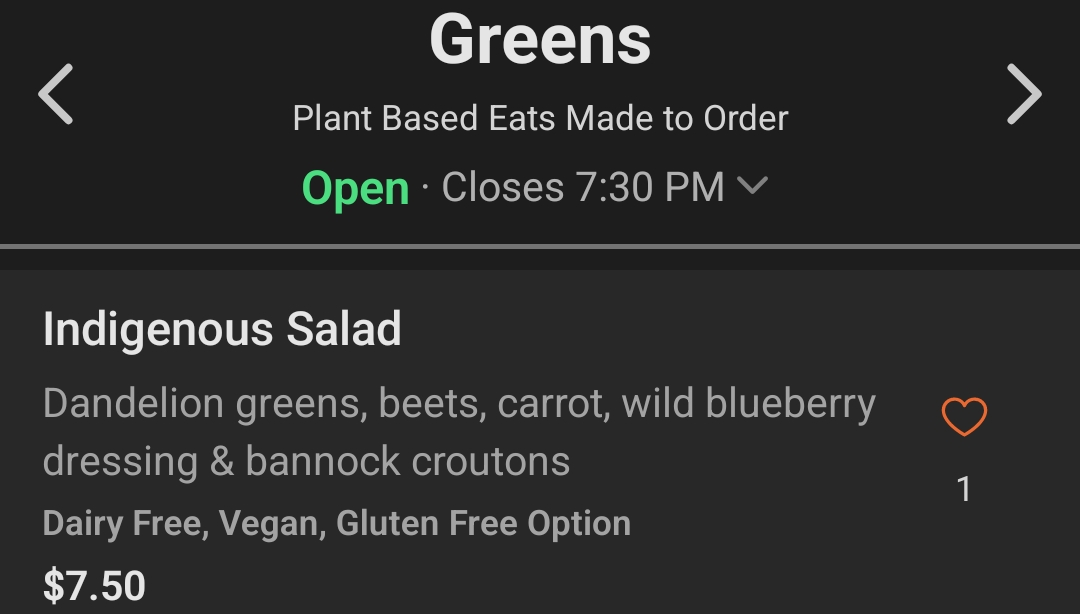 Greens
Plant Based Eats Made to Order
Open · Closes 7:30 PM
Indigenous Salad
Dandelion greens, beets, carrot, wild blueberry
dressing & bannock croutons
1
Dairy Free, Vegan, Gluten Free Option
$7.50